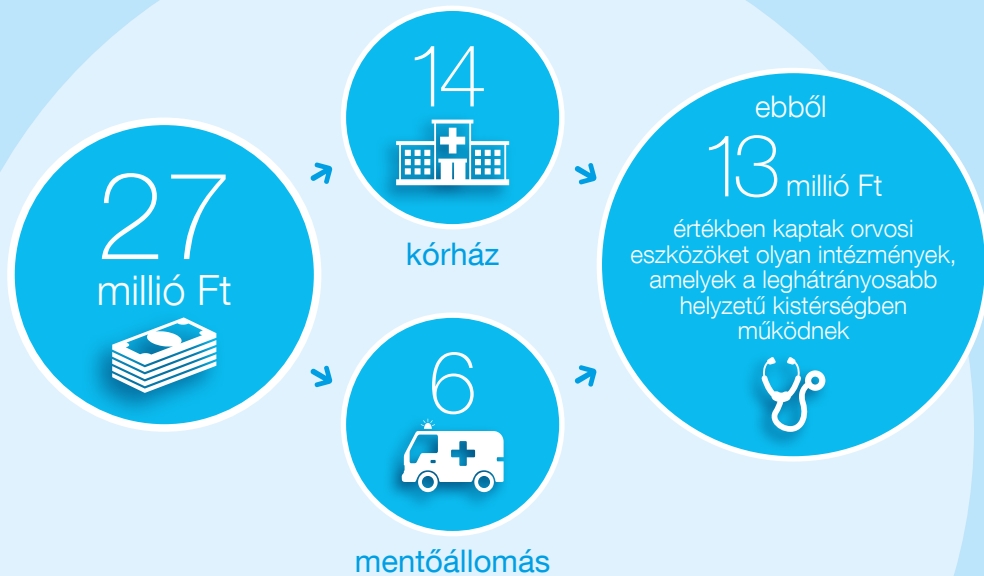 27
millió Ft
14
kórház
6
mentőállomás
ebből
13 millió Ft
értékben kaptak orvosi
eszközöket olyan intézmények,
amelyek a leghátrányosabb
helyzetű kistérségben
működnek